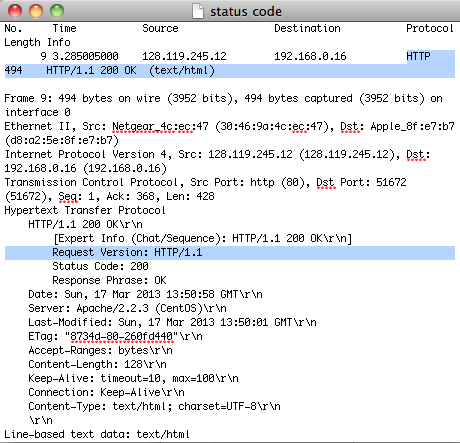 status code
No. Time Source Destination Protocol
Length Info
9 3.285005000 128.119.245.12 192.168.0.16 HTTP
494 HTTP/1.1 200 OK (text/html)
Frame 9: 494 bytes on wire (3952 bits), 494 bytes captured (3952 bits) on
interface 0
Ethernet II, Src: Netgear_4c:ec:47 (30:46:9a:4c:ec:47), Dst: Apple_8f:e7:b7
(d8:a2:5e:8f:e7:b7)
Internet Protocol Version 4, Src: 128.119.245.12 (128.119.245.12), Dst:
192.168.0.16 (192.168.0.16)
Transmission Control Protocol, Src Port: http (80), Dst Port: 51672
(51672), Seq: 1, Ack: 368, Len: 428
Hypertext Transfer Protocol
HTTP/1.1 200 OK\r\n
[Expert Info (Chat/Sequence): HTTP/1.1 200 OK\r\n]
Request Version: HTTP/1.1
Status Code: 200
Response Phrase: OK
Date: Sun, 17 Mar 2013 13:50:58 GMT\r\n
Server: Apache/2.2.3 (CentOS)\r\n
Last-Modified: Sun, 17 Mar 2013 13:50:01 GMT\r\n
ETag: "8734d-80-260fd440"\r\n
Accept-Ranges: bytes\r\n
Content-Length: 128\r\n
Keep-Alive: timeout=10, max=100\r\n
Connection: Keep-Alive\r\n
Content-Type: text/html; charset=UTF-8\r\n
\r\n
Line-based text data: text/html